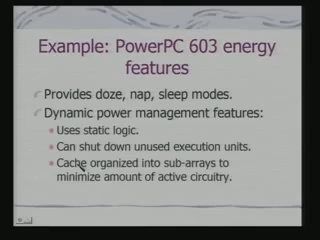 Example: PowerPC 603 energy
features
Provides doze, nap, sleep modes.
Dynamic power management features:
Uses static logic.
Can shut down unused execution units.
Cache organized into sub-arrays to
minimize amount of active circuitry.